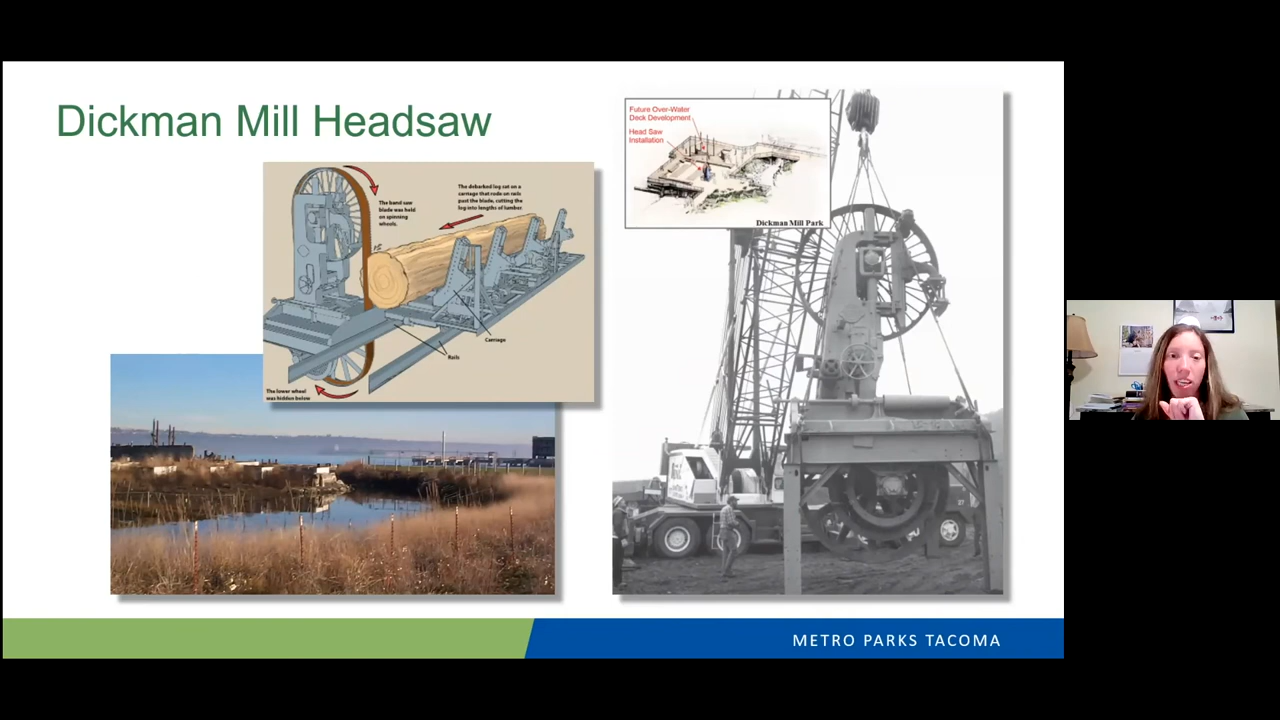 Dickman Mill Headsaw
The band saw
blade was held
on spinning
wheels.
The debarked log sat on a
carriage that rode on rails
past the blade, cutting the
log into lengths of lumber
Carriage
Rails
The lower wheel
was hidden below
Future Over-Water
Deck Development
Head Saw
Installation
Dickman Mill Park
METRO PARKS TACOMA